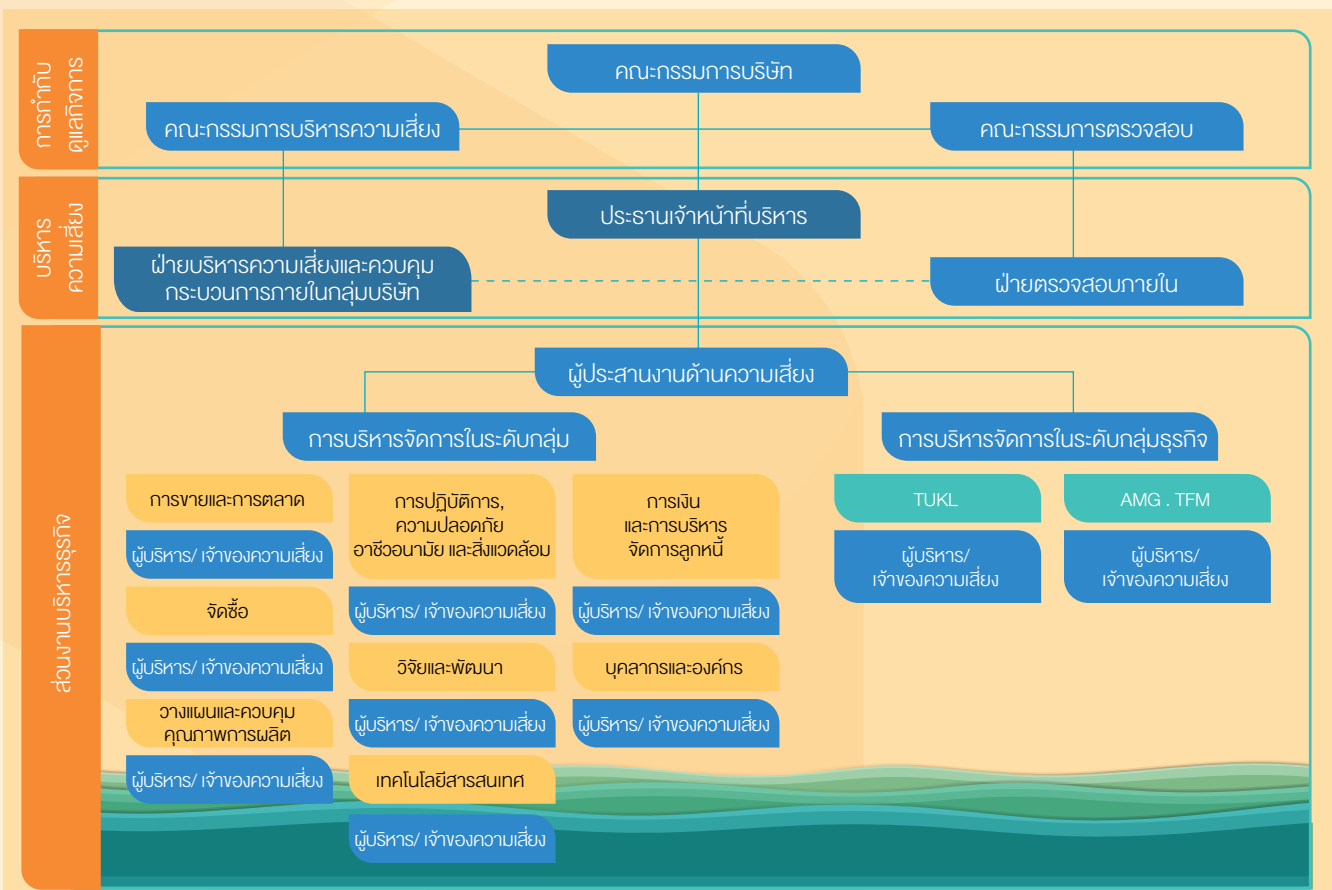 การกำกับ
ดูแลกิจการ
คณะกรรมการบริษัท
คณะกรรมการบริหารความเสี่ยง
คณะกรรมการตรวจสอบ
บริหาร
ความเสี่ยง
ประธานเจ้าหน้าที่บริหาร
ฝ่ายบริหารความเสี่ยงและควบคุม
กระบวนการภายในกลุ่มบริษัท
ฝ่ายตรวจสอบภายใน
ส่วนงานบริหารธุรกิจ
ผู้ประสานงานด้านความเสี่ยง
การบริหารจัดการในระดับกลุ่ม
การบริหารจัดการในระดับกลุ่มธุรกิจ
การขายและการตลาด
ผู้บริหาร/ เจ้าของความเสี่ยง
จัดซื้อ
ผู้บริหาร/ เจ้าของความเสี่ยง
วางแผนและควบคุม
คุณภาพการผลิต
ผู้บริหาร/ เจ้าของความเสี่ยง
การปฏิบัติการ,
ความปลอดภัย
อาชีวอนามัย และสิ่งแวดล้อม
ผู้บริหาร/ เจ้าของความเสี่ยง
วิจัยและพัฒนา
ผู้บริหาร/ เจ้าของความเสี่ยง
เทคโนโลยีสารสนเทศ
ผู้บริหาร/ เจ้าของความเสี่ยง
การเงิน
และการบริหาร
จัดการลูกหนี้
ผู้บริหาร/ เจ้าของความเสี่ยง
บุคลากรและองค์กร
ผู้บริหาร/ เจ้าของความเสี่ยง
TUKL
ผู้บริหาร/
เจ้าของความเสี่ยง
AMG . TFM
ผู้บริหาร/
เจ้าของความเสี่ยง